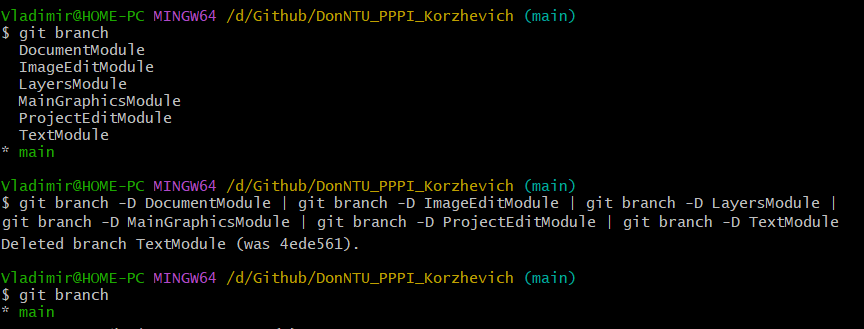 Vladimir@HOME-PC MINGW64 /d/Github/DonNTU_PPPI_Korzhevich (main)
$ git branch
  DocumentModule
  ImageEditModule
  LayersModule
  MainGraphicsModule
  ProjectEditModule
  TextModule
* main
Vladimir@HOME-PC MINGW64 /d/Github/DonNTU_PPPI_Korzhevich (main)
$ git branch -D DocumentModule | git branch -D ImageEditModule | git branch -D LayersModule |
git branch -D MainGraphicsModule | git branch -D ProjectEditModule | git branch -D TextModule
Deleted branch TextModule (was 4ede561).
Vladimir@HOME-PC MINGW64 /d/Github/DonNTU_PPPI_Korzhevich (main)
$ git branch
* main